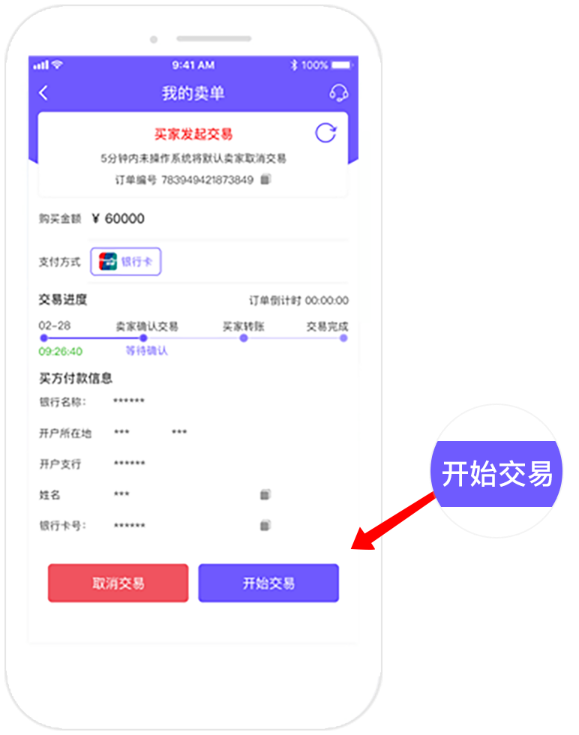 9:41 AM 100%
我的卖单
买家发起交易
5分钟内未操作系统将默认卖家取消交易
订单编号 783949421873849
购买金额 ¥ 60000
支付方式 银行卡
交易进度 订单倒计时 00:00:00
02-28 卖家确认交易 买家转账 交易完成
09:26:40 等待确认
买方付款信息
银行名称: ******
开户所在地 *** ***
开户支行 ******
姓名 ***
银行卡号: ******
取消交易 开始交易
开始交易